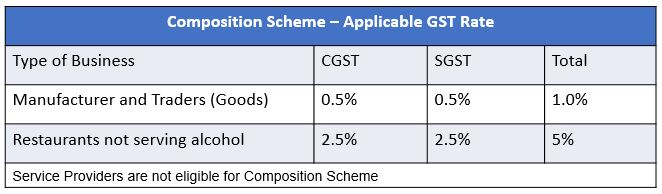 Composition Scheme – Applicable GST Rate
Type of Business CGST SGST Total
Manufacturer and Traders (Goods) 0.5% 0.5% 1.0%
Restaurants not serving alcohol 2.5% 2.5% 5%
Service Providers are not eligible for Composition Scheme